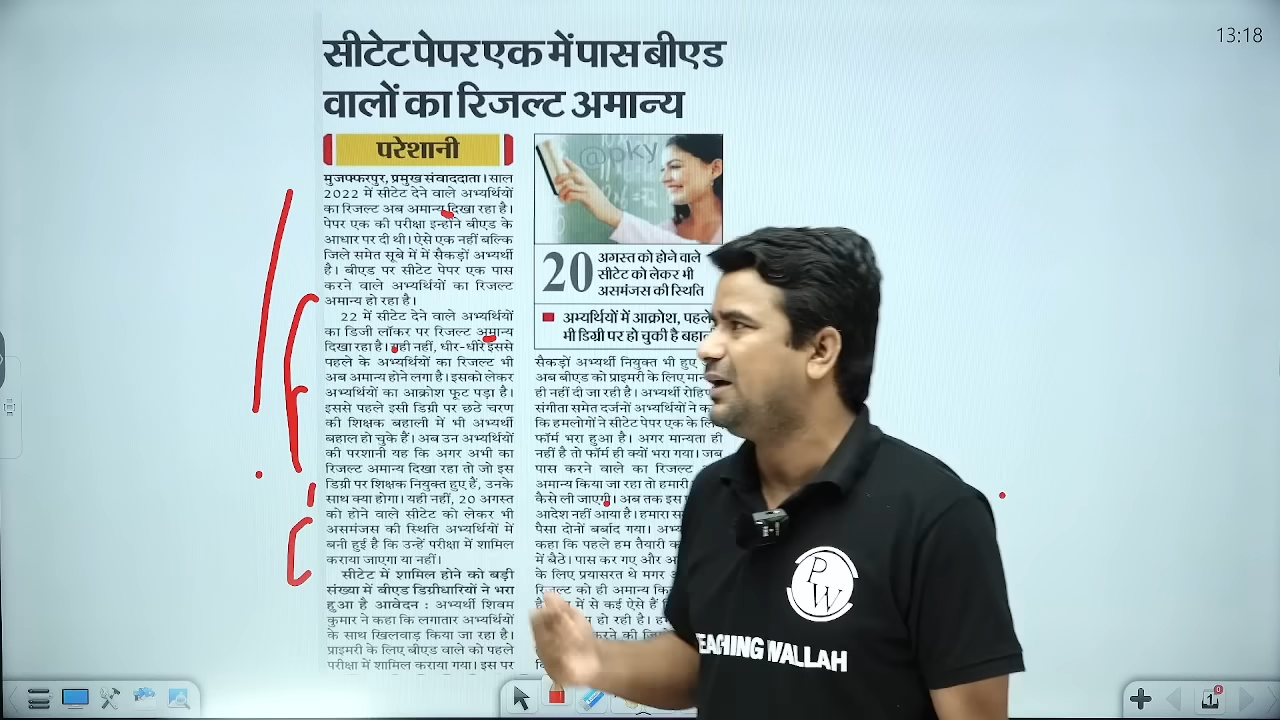 13:18
सीटेट पेपर एक में पास बीएड
वालों का रिजल्ट अमान्य
परेशानी
@pky
मुजफ्फरपुर, प्रमुख संवाददाता। साल
2022 में सीटेट देने वाले अभ्यर्थियों
का रिजल्ट अब अमान्य दिखा रहा है।
पेपर एक की परीक्षा इन्होंने बीएड के
आधार पर दी थी। ऐसे एक नहीं बल्कि
जिले समेत सूबे में में सैकड़ों अभ्यर्थी
है। बीएड पर सीटेट पेपर एक पास
करने वाले अभ्यर्थियों का रिजल्ट
अमान्य हो रहा है।
22 में सीटेट देने वाले अभ्यर्थियों
का डिजी लॉकर पर रिजल्ट अमान्य
दिखा रहा है। यही नहीं, धीर-धीरे इससे
पहले के अभ्यर्थियों का रिजल्ट भी
अब अमान्य होने लगा है। इसको लेकर
अभ्यर्थियों का आक्रोश फूट पड़ा है।
इससे पहले इसी डिग्री पर छठे चरण
की शिक्षक बहाली में भी अभ्यर्थी
बहाल हो चुके हैं। अब उन अभ्यर्थियों
की परशानी यह कि अगर अभी का
रिजल्ट अमान्य दिखा रहा तो जो इस
डिग्री पर शिक्षक नियुक्त हुए हैं, उनके
साथ क्या होगा। यही नहीं, 20 अगस्त
को होने वाले सीटेट को लेकर भी
असमंजस की स्थिति अभ्यर्थियों में
बनी हुई है कि उन्हें परीक्षा में शामिल
कराया जाएगा या नहीं।
सीटेट में शामिल होने को बड़ी
संख्या में बीएड डिग्रीधारियों ने भरा
हुआ है आवेदन : अभ्यर्थी शिवम
कुमार ने कहा कि लगातार अभ्यर्थियों
के साथ खिलवाड़ किया जा रहा है।
प्राइमरी के लिए बीएड वाले को पहले
परीक्षा में शामिल कराया गया। इस पर
20 अगस्त को होने वाले
सीटेट को लेकर भी
असमंजस की स्थिति
अभ्यर्थियों में आक्रोश, पहले
भी डिग्री पर हो चुकी है
सैकड़ों अभ्यर्थी नियुक्त भी हुए
अब बीएड को प्राइमरी के लिए
ही नहीं दी जा रही है। अभ्यर्थी
संगीता समेत दर्जनों अभ्यर्थियों ने
कि हमलोगों ने सीटेट पेपर एक के
फॉर्म भरा हुआ है। अगर मान्यता ही
नहीं है तो फॉर्म ही क्यों भरा गया। जब
पास करने वाले का रिजल्ट
अमान्य किया जा रहा तो हमारी
कैसे ली जाएगी। अब तक इस
आदेश नहीं आया है। हमारा
पैसा दोनों बर्बाद गया।
कहा कि पहले हम तैयारी
में बैठे। पास कर गए और
के लिए प्रयासरत थे मगर
रिजल्ट को ही अमान्य
में से कई ऐसे हैं
हो रही है।
करने की
PW
TEACHING WALLAH
1
0